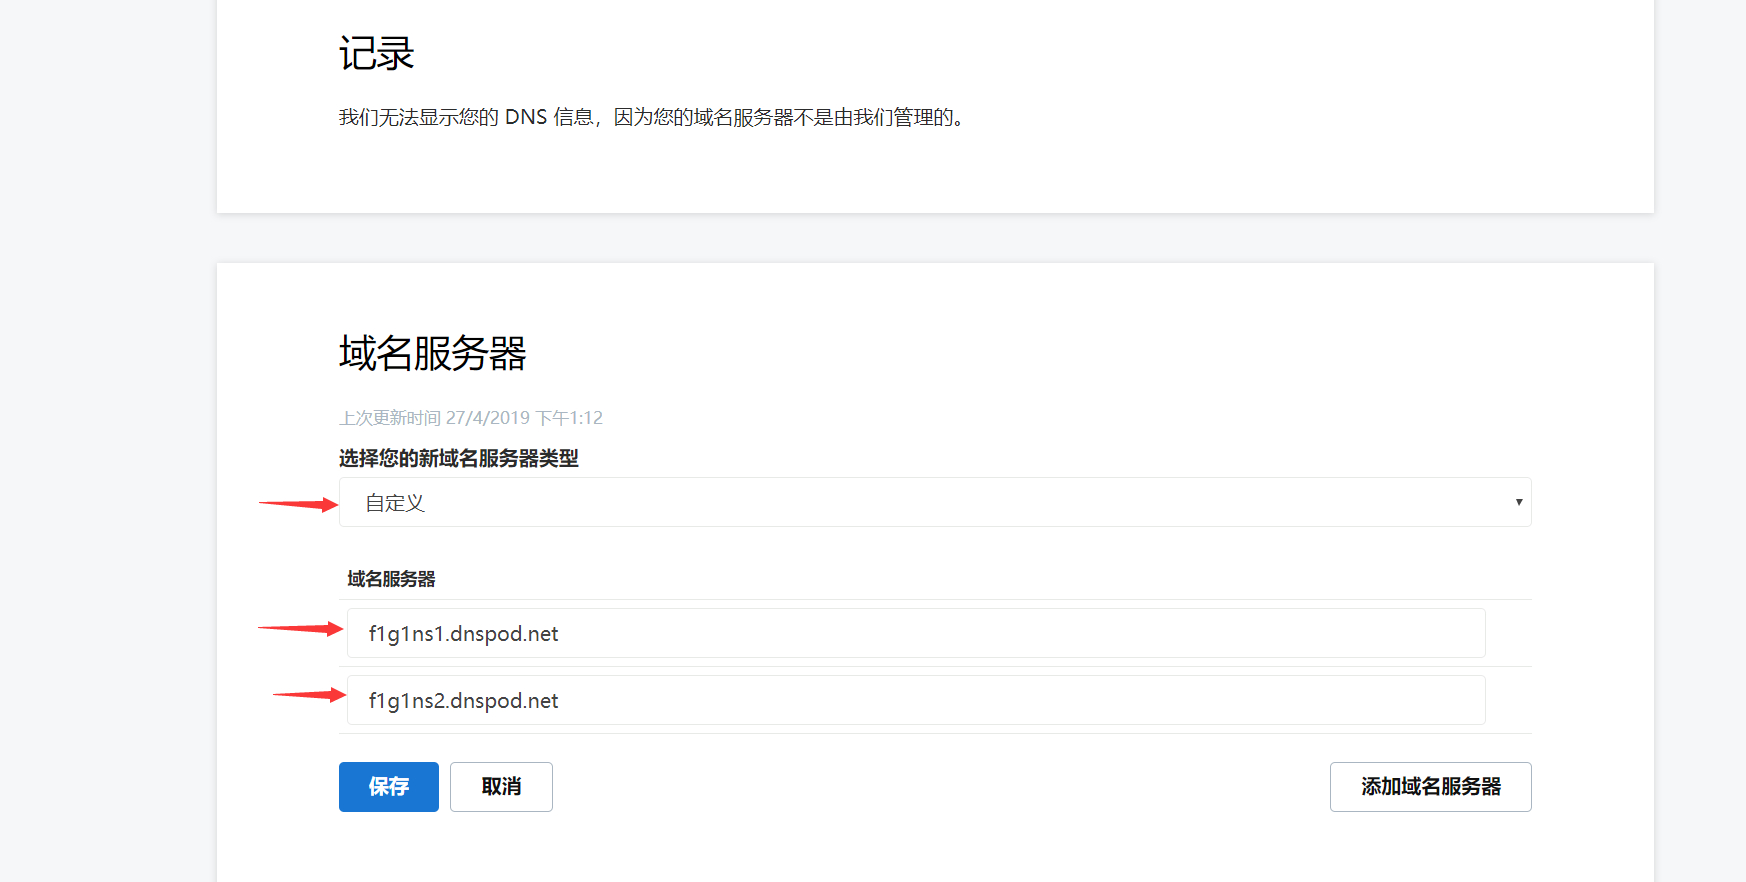 记录
我们无法显示您的 DNS 信息，因为您的域名服务器不是由我们管理的。
域名服务器
上次更新时间 27/4/2019 下午1:12
选择您的新域名服务器类型
自定义
域名服务器
f1g1ns1.dnspod.net
f1g1ns2.dnspod.net
保存 取消 添加域名服务器